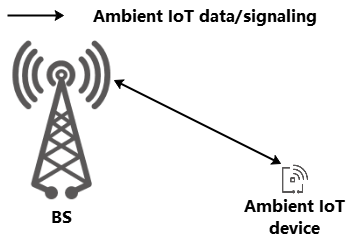 Ambient IoT data/signaling
BS
Ambient IoT
device